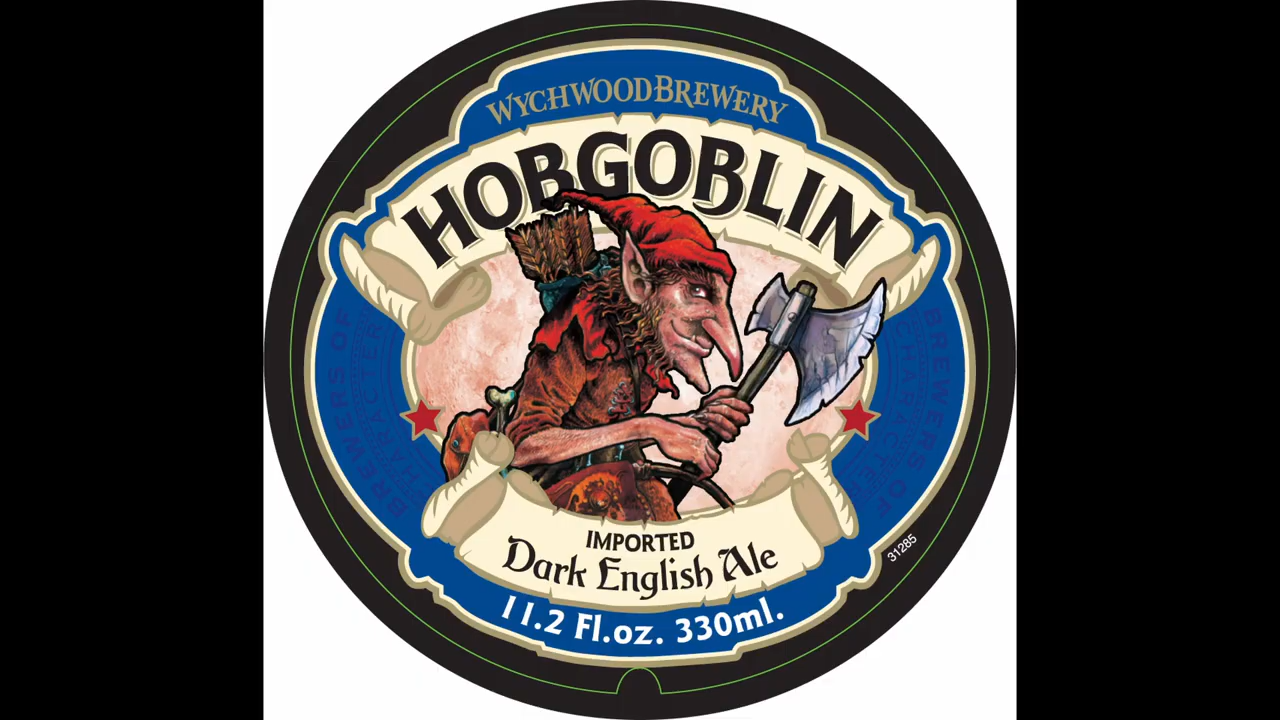 WYCHWOOD BREWERY
HOBGOBLIN
BREWERS OF
CHARACTER
BREWERS OF
CHARACTER
IMPORTED
Dark English Ale
11.2 Fl.oz. 330ml.
31285